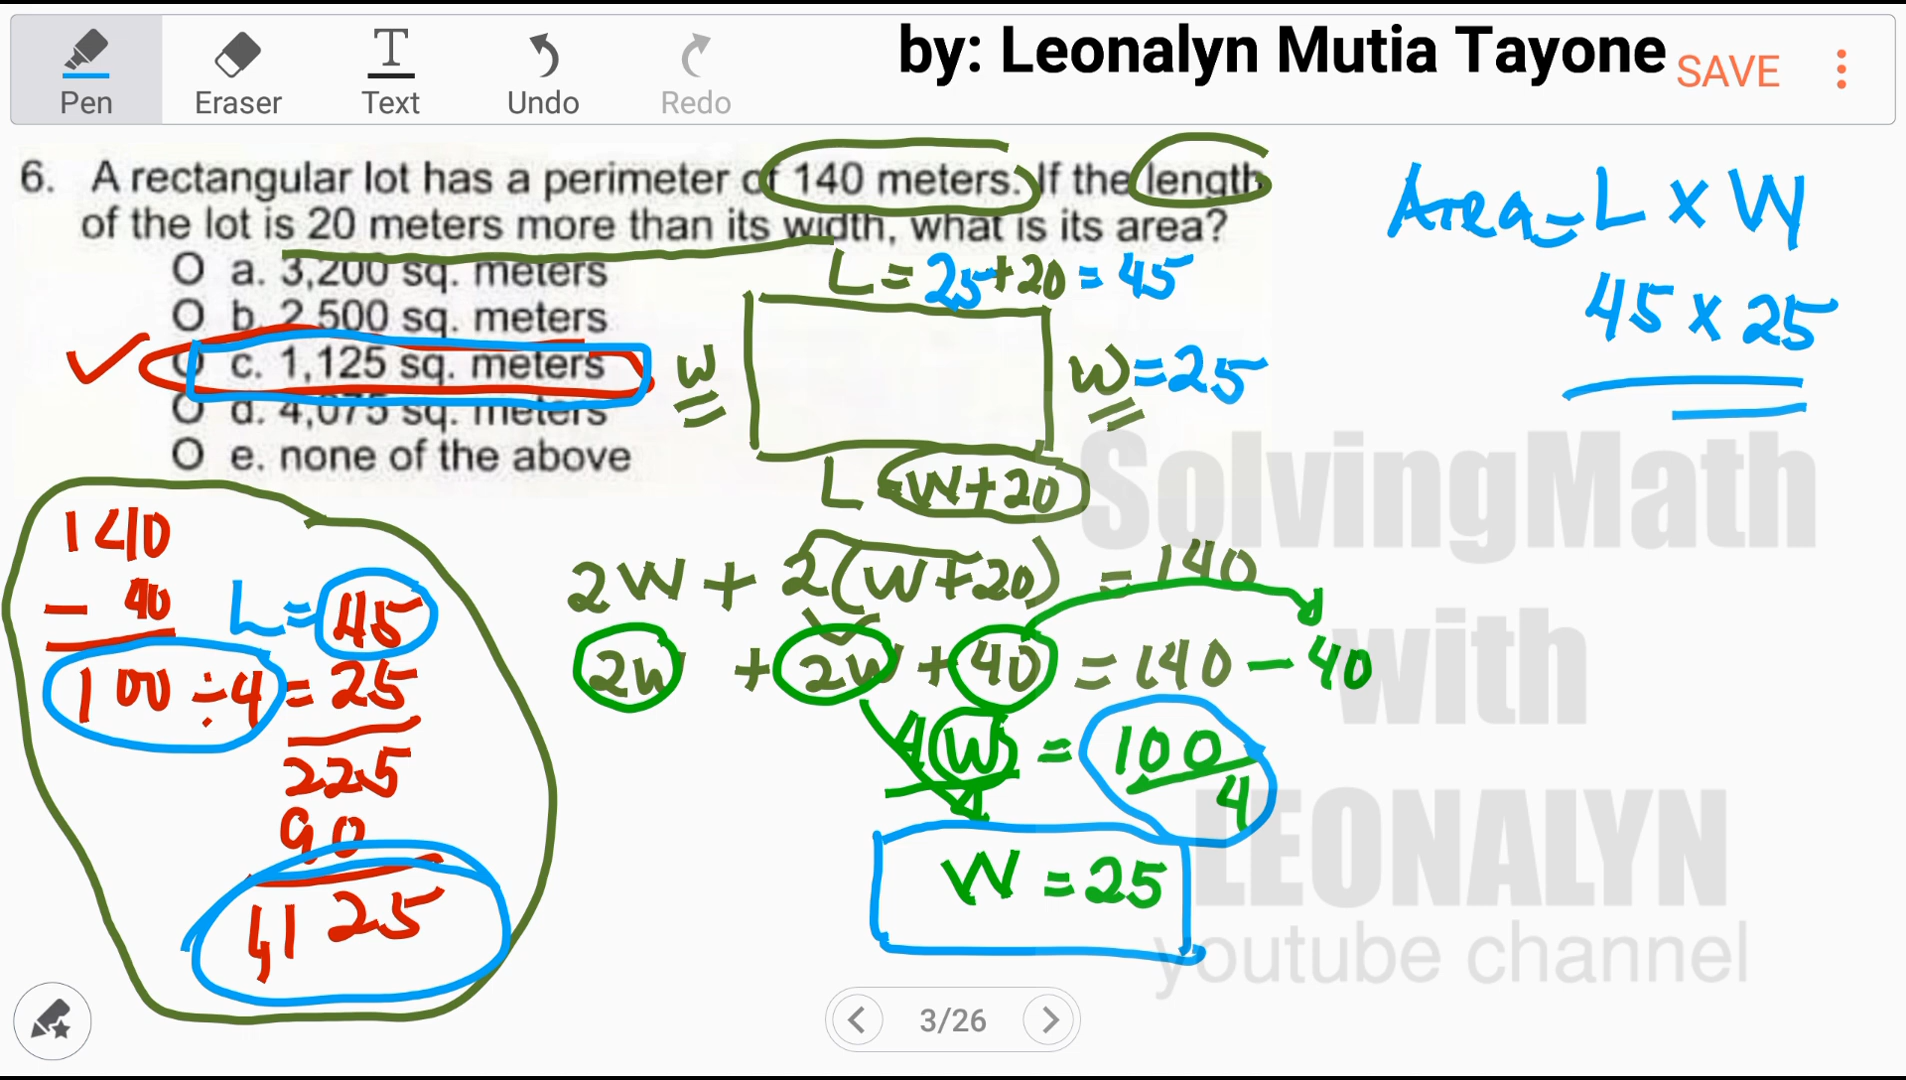 by: Leonalyn Mutia Tayone
SAVE
Pen
Eraser
Text
Undo
Redo
6. A rectangular lot has a perimeter of 140 meters. If the length
of the lot is 20 meters more than its width, what is its area?
O a. 3,200 sq. meters
O b. 2,500 sq. meters
O c. 1,125 sq. meters
O d. 4,075 sq. meters
O e. none of the above
Area = L x W
45 x 25
L = 25+20 = 45
W
W=25
L = W+20
2W + 2(W+20) = 140
2W + 2W + 40 = 140 - 40
4W = 100
4 4
W = 25
140
- 40
100 ÷ 4 = 25
L = 45
225
90
1125
SolvingMath
with
LEONALYN
youtube channel
3/26